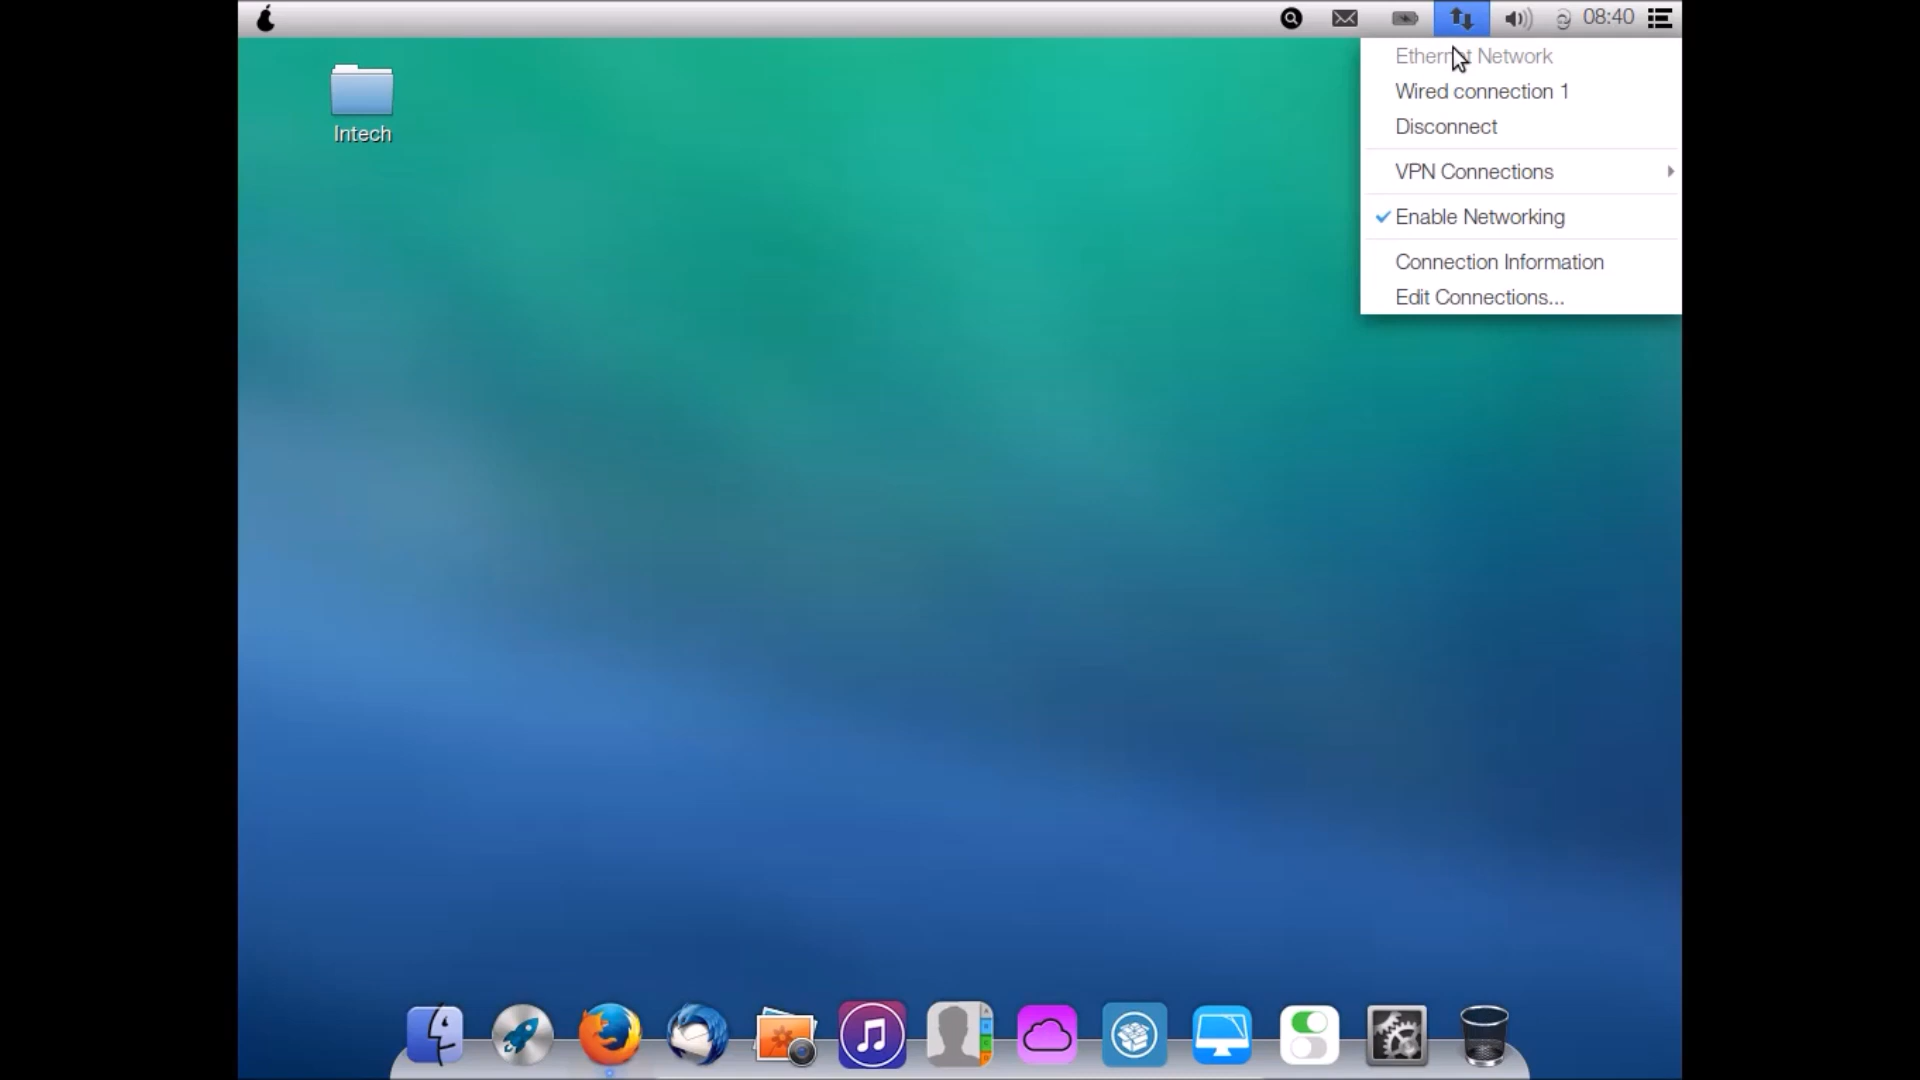 08:40
Ethernet Network
Wired connection 1
Disconnect
VPN Connections
Enable Networking
Connection Information
Edit Connections...
Intech